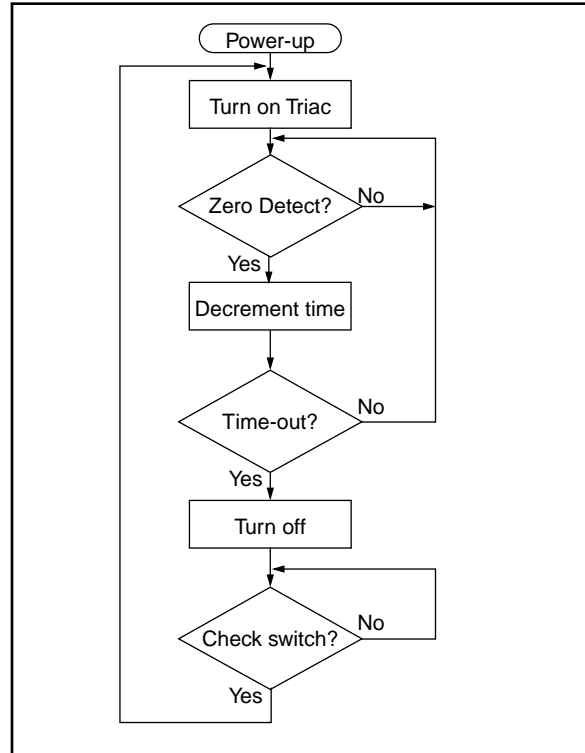 Power-up
Turn on Triac
Zero Detect?
No
Yes
Decrement time
Time-out?
No
Yes
Turn off
Check switch?
No
Yes